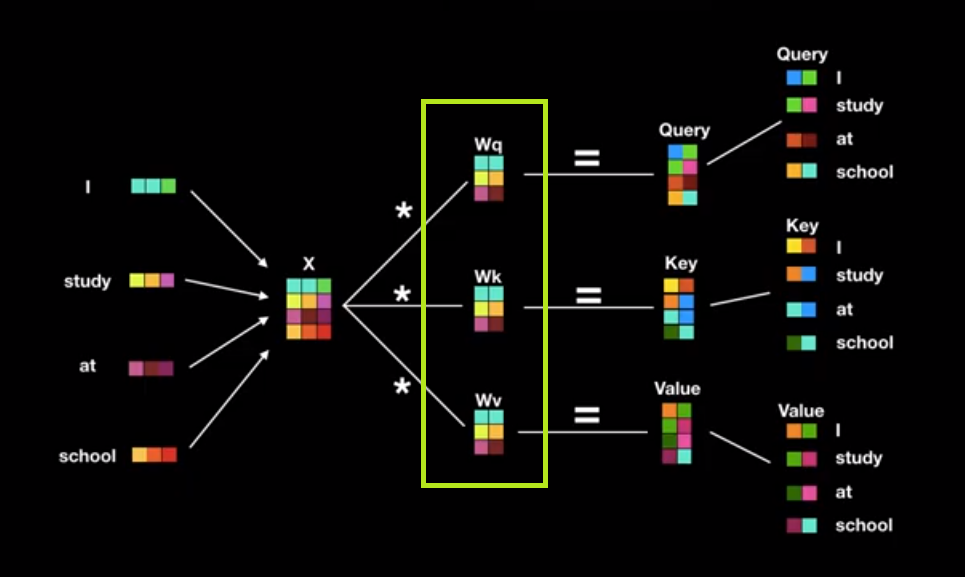 I
study
at
school
X
*
*
*
Wq
Wk
Wv
=
=
=
Query
Key
Value
Query
I
study
at
school
Key
I
study
at
school
Value
I
study
at
school